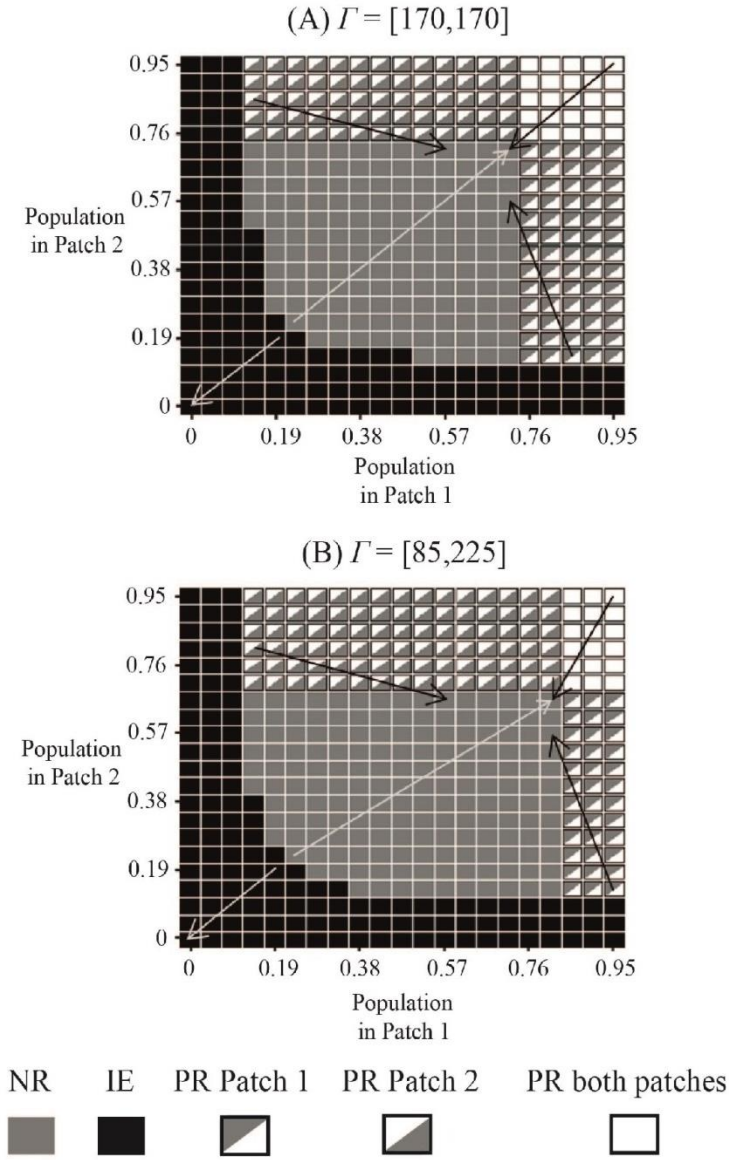 (A) Γ = [170,170]
0.95
0.76
0.57
0.38
0.19
0
Population
in Patch 2
0 0.19 0.38 0.57 0.76 0.95
Population
in Patch 1
(B) Γ = [85,225]
0.95
0.76
0.57
0.38
0.19
0
Population
in Patch 2
0 0.19 0.38 0.57 0.76 0.95
Population
in Patch 1
NR IE PR Patch 1 PR Patch 2 PR both patches